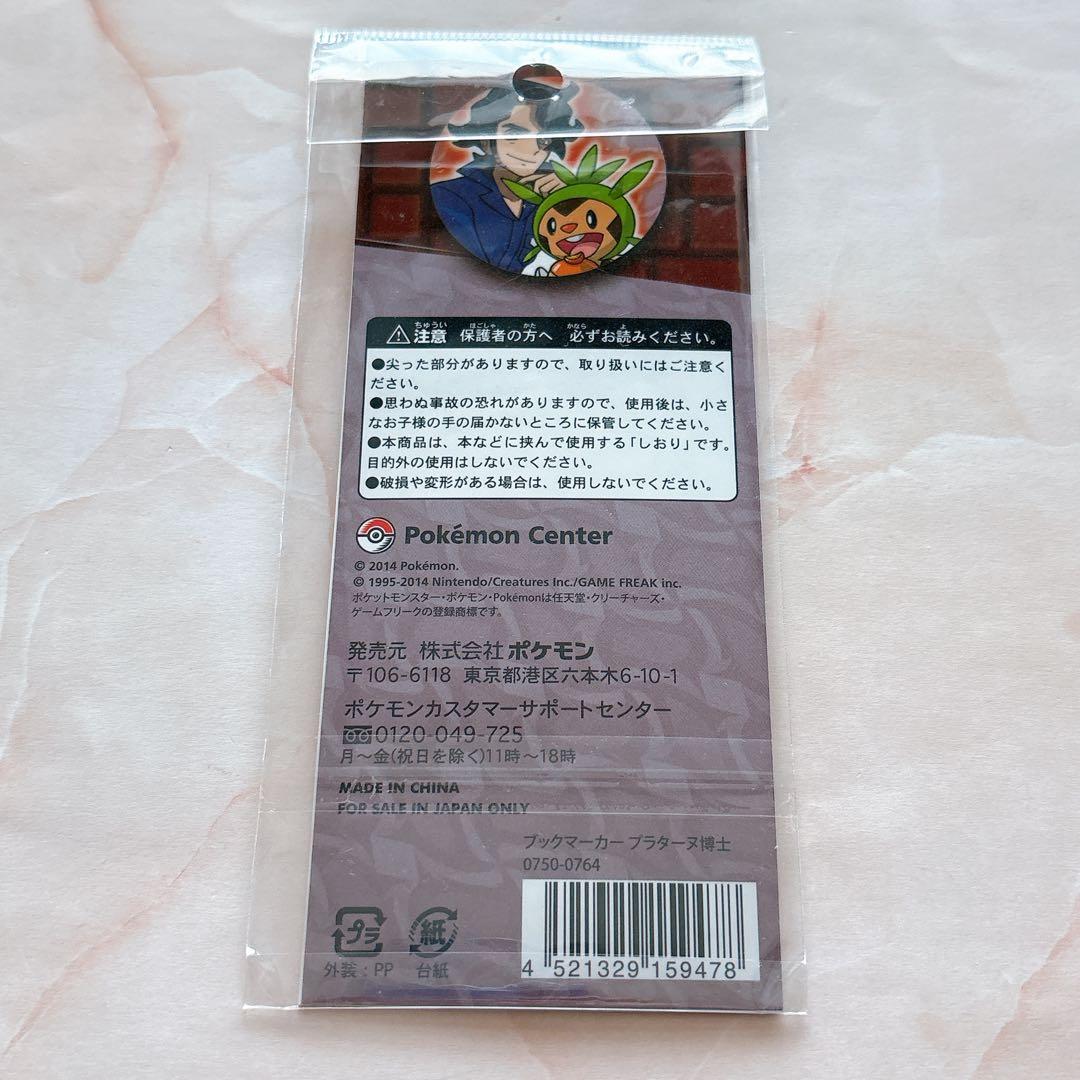 注意 保護者の方へ 必ずお読みください。
●尖った部分がありますので、取り扱いにはご注意く
ださい。
●思わぬ事故の恐れがありますので、使用後は、小さ
なお子様の手の届かないところに保管してください。
●本商品は、本などに挟んで使用する「しおり」です。
目的外の使用はしないでください。
●破損や変形がある場合は、使用しないでください。
Pokémon Center
© 2014 Pokémon.
© 1995-2014 Nintendo/Creatures Inc./GAME FREAK inc.
ポケットモンスター・ポケモン・Pokémonは任天堂・クリーチャーズ・
ゲームフリークの登録商標です。
発売元 株式会社ポケモン
〒106-6118 東京都港区六本木6-10-1
ポケモンカスタマーサポートセンター
0120-049-725
月～金(祝日を除く)11時～18時
MADE IN CHINA
FOR SALE IN JAPAN ONLY
ブックマーカー プラターヌ博士
0750-0764
4 521329 159478
プラ 紙
外装：PP 台紙